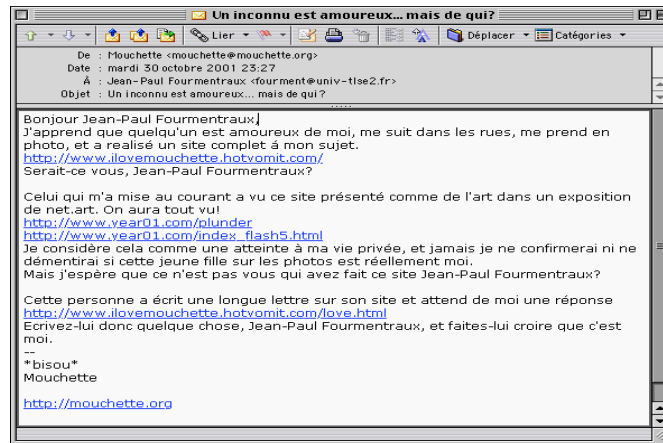 Un inconnu est amoureux... mais de qui?
Lier Déplacer Catégories
De : Mouchette <mouchette@mouchette.org>
Date : mardi 30 octobre 2001 23:27
À : Jean-Paul Fourmentraux <fourment@univ-tlse2.fr>
Objet : Un inconnu est amoureux... mais de qui?
Bonjour Jean-Paul Fourmentraux,
J'apprend que quelqu'un est amoureux de moi, me suit dans les rues, me prend en
photo, et a realisé un site complet á mon sujet.
http://www.ilovemouchette.hotvomit.com/
Serait-ce vous, Jean-Paul Fourmentraux?
Celui qui m'a mise au courant a vu ce site présenté comme de l'art dans un exposition
de net.art. On aura tout vu!
http://www.year01.com/plunder
http://www.year01.com/index_flash5.html
Je considère cela comme une atteinte à ma vie privée, et jamais je ne confirmerai ni ne
démentirai si cette jeune fille sur les photos est réellement moi.
Mais j'espère que ce n'est pas vous qui avez fait ce site Jean-Paul Fourmentraux?
Cette personne a écrit une longue lettre sur son site et attend de moi une réponse
http://www.ilovemouchette.hotvomit.com/love.html
Ecrivez-lui donc quelque chose, Jean-Paul Fourmentraux, et faites-lui croire que c'est
moi.
--
*bisou*
Mouchette
http://mouchette.org